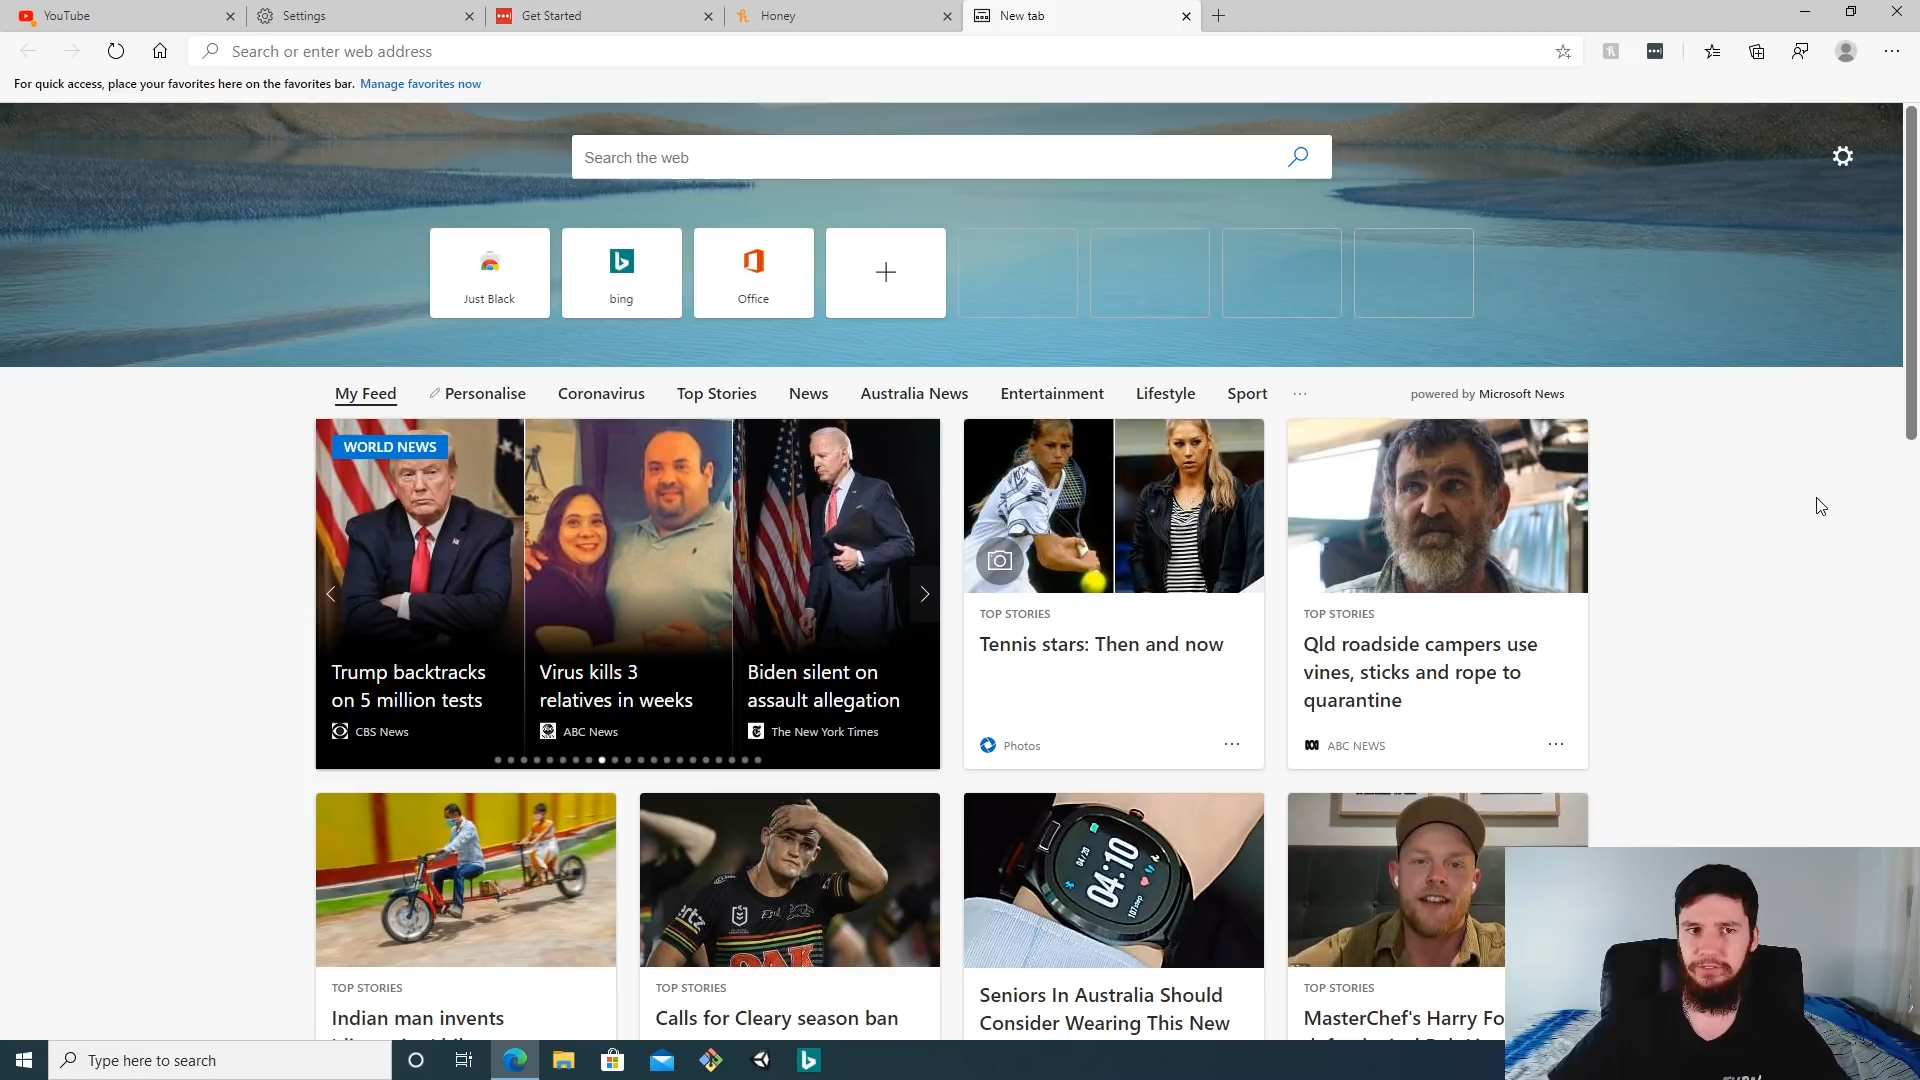 YouTube
Settings
Get Started
Honey
New tab
Search or enter web address
For quick access, place your favorites here on the favorites bar. Manage favorites now
Search the web
Just Black
bing
Office
My Feed
Personalise
Coronavirus
Top Stories
News
Australia News
Entertainment
Lifestyle
Sport
powered by Microsoft News
WORLD NEWS
Trump backtracks
on 5 million tests
CBS News
Virus kills 3
relatives in weeks
ABC News
Biden silent on
assault allegation
The New York Times
TOP STORIES
Tennis stars: Then and now
Photos
TOP STORIES
Qld roadside campers use
vines, sticks and rope to
quarantine
ABC NEWS
OAK
04/20
04:10
TOP STORIES
Indian man invents
TOP STORIES
Calls for Cleary season ban
Seniors In Australia Should
Consider Wearing This New
TOP STORIES
MasterChef's Harry Fo
Type here to search